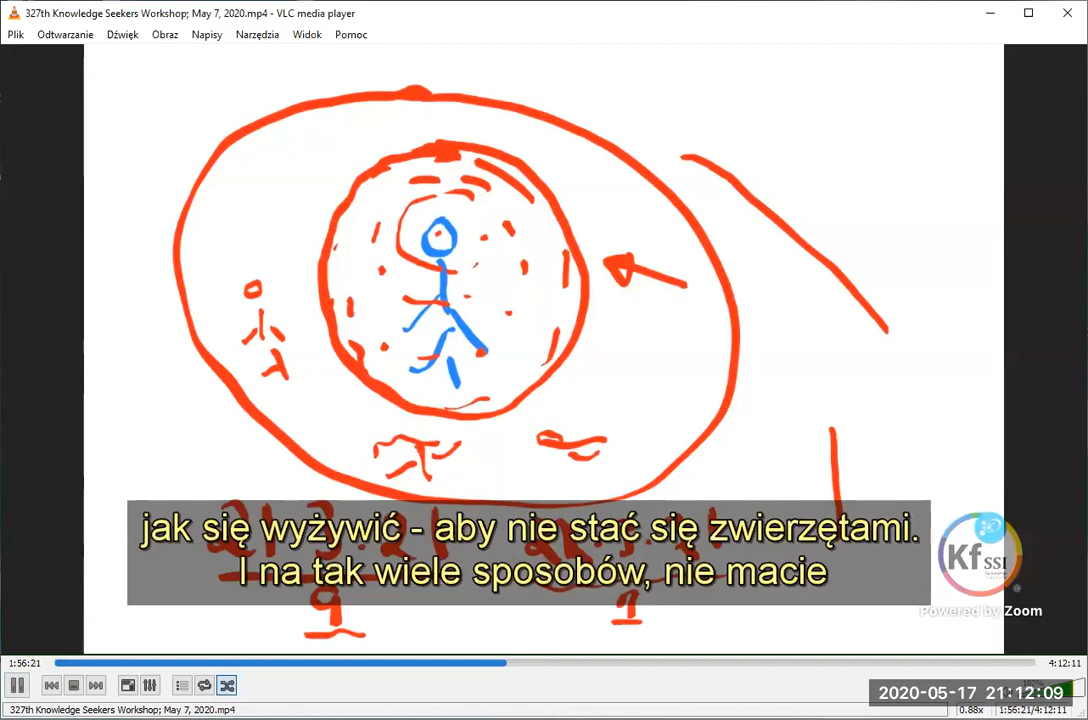 327th Knowledge Seekers Workshop; May 7, 2020.mp4 - VLC media player
Plik Odtwarzanie Dźwięk Obraz Napisy Narzędzia Widok Pomoc
jak się wyżywić - aby nie stać się zwierzętami.
I na tak wiele sposobów, nie macie
9
1
Kf SSI
Powered by Zoom
1:56:21 4:12:11
102%
2020-05-17 21:12:09
327th Knowledge Seekers Workshop; May 7, 2020.mp4 0.88x 1:56:21/4:12:11